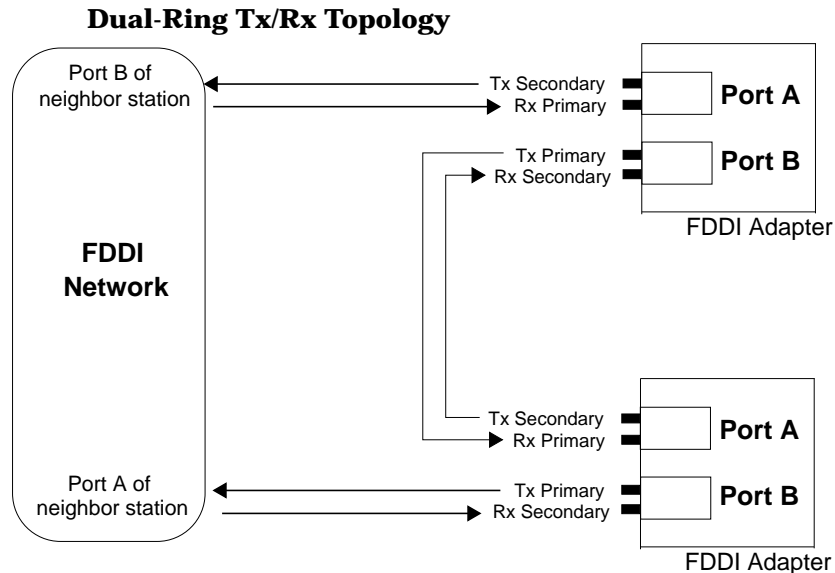 Dual-Ring Tx/Rx Topology
Port B of
neighbor station
Tx Secondary
Rx Primary
Port A
Tx Primary
Rx Secondary
Port B
FDDI Adapter
FDDI
Network
Tx Secondary
Rx Primary
Port A
Port A of
neighbor station
Tx Primary
Rx Secondary
Port B
FDDI Adapter